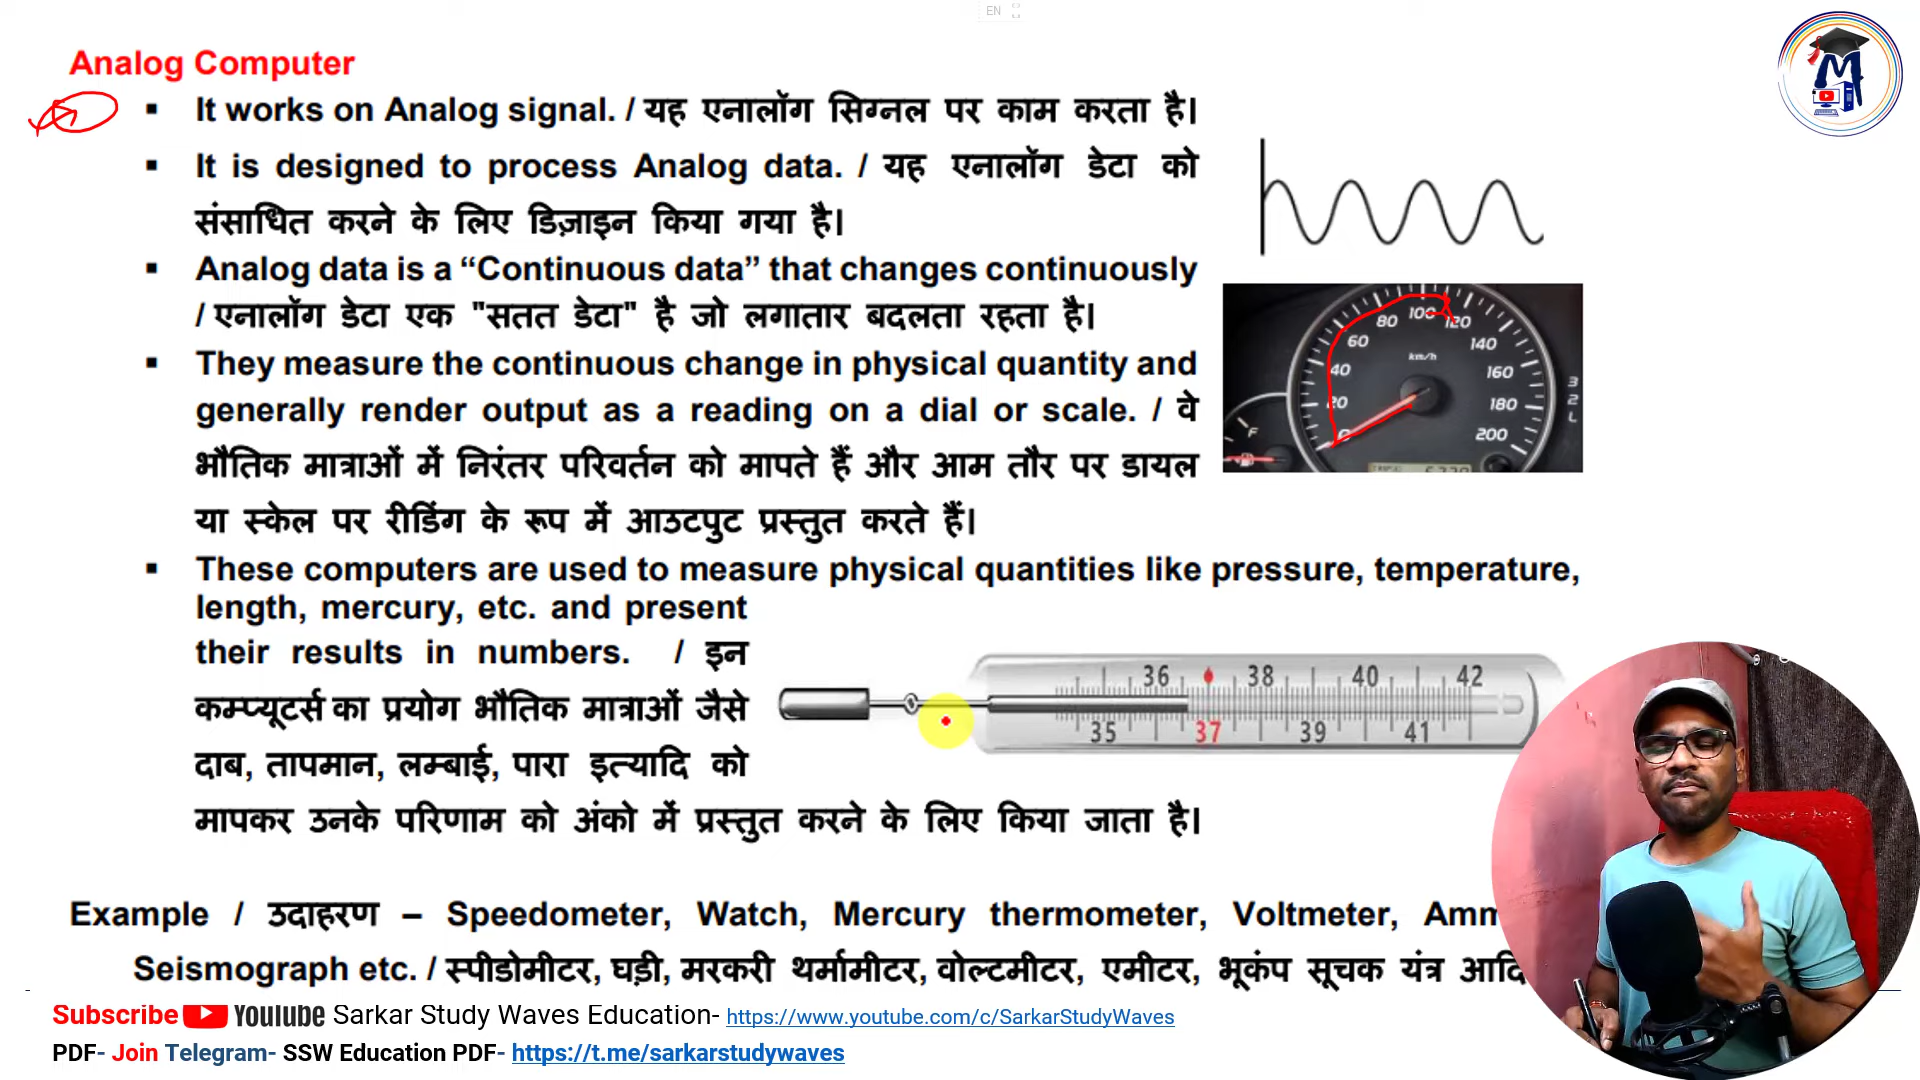 EN
Analog Computer
▪ It works on Analog signal. / यह एनालॉग सिग्नल पर काम करता है।
▪ It is designed to process Analog data. / यह एनालॉग डेटा को
संसाधित करने के लिए डिज़ाइन किया गया है।
▪ Analog data is a “Continuous data” that changes continuously
/ एनालॉग डेटा एक "सतत डेटा" है जो लगातार बदलता रहता है।
▪ They measure the continuous change in physical quantity and
generally render output as a reading on a dial or scale. / वे
भौतिक मात्राओं में निरंतर परिवर्तन को मापते हैं और आम तौर पर डायल
या स्केल पर रीडिंग के रूप में आउटपुट प्रस्तुत करते हैं।
▪ These computers are used to measure physical quantities like pressure, temperature,
length, mercury, etc. and present
their results in numbers. / इन
कम्प्यूटर्स का प्रयोग भौतिक मात्राओं जैसे
दाब, तापमान, लम्बाई, पारा इत्यादि को
मापकर उनके परिणाम को अंको में प्रस्तुत करने के लिए किया जाता है।
0 20 40 60 80 100 120 140 160 180 200
km/h
F
36 38 40 42
35 37 39 41
Example / उदाहरण – Speedometer, Watch, Mercury thermometer, Voltmeter,
Seismograph etc. / स्पीडोमीटर, घड़ी, मरकरी थर्मामीटर, वोल्टमीटर, एमीटर, भूकंप सूचक यंत्र आदि
Subscribe YouTube Sarkar Study Waves Education- https://www.youtube.com/c/SarkarStudyWaves
PDF- Join Telegram- SSW Education PDF- https://t.me/sarkarstudywaves